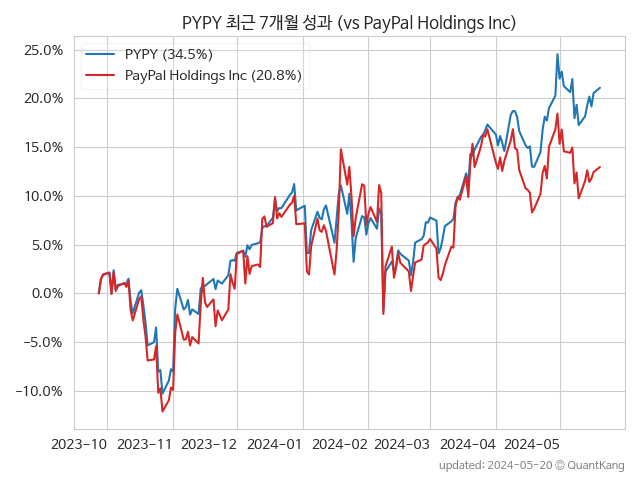 PYPY 최근 7개월 성과 (vs PayPal Holdings Inc)
PYPY (34.5%)
PayPal Holdings Inc (20.8%)
25.0%
20.0%
15.0%
10.0%
5.0%
0.0%
−5.0%
−10.0%
2023-10 2023-11 2023-12 2024-01 2024-02 2024-03 2024-04 2024-05
updated: 2024-05-20 © QuantKang